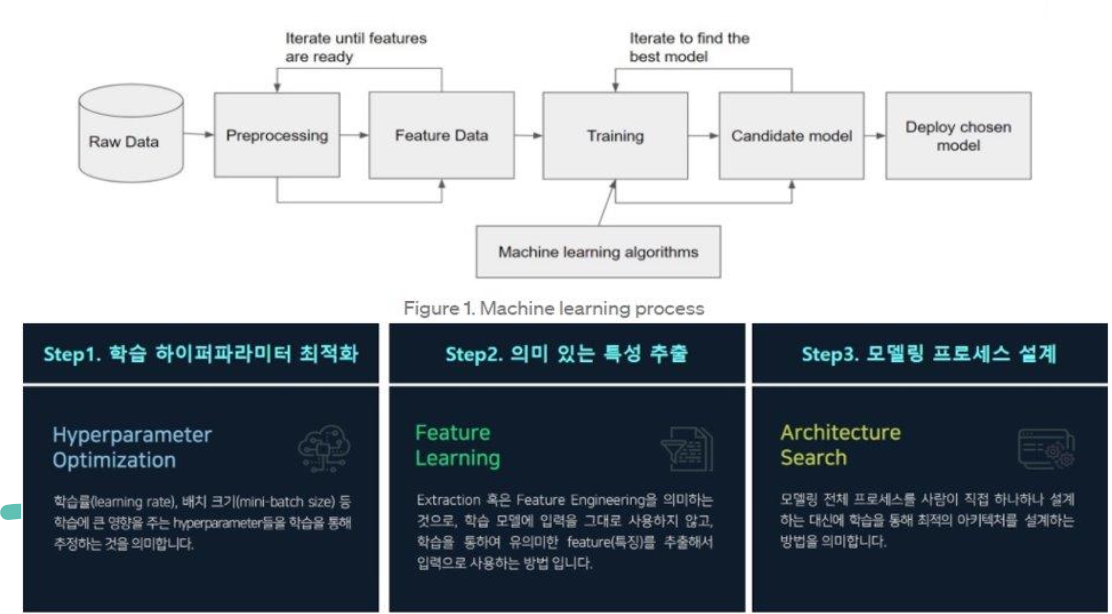 Iterate until features
are ready
Iterate to find the
best model
Raw Data
Preprocessing
Feature Data
Training
Candidate model
Deploy chosen
model
Machine learning algorithms
Figure 1. Machine learning process
Step1. 학습 하이퍼파라미터 최적화
Hyperparameter
Optimization
학습률(learning rate), 배치 크기(mini-batch size) 등
학습에 큰 영향을 주는 hyperparameter들을 학습을 통해
추정하는 것을 의미합니다.
Step2. 의미 있는 특성 추출
Feature
Learning
Extraction 혹은 Feature Engineering을 의미하는
것으로, 학습 모델에 입력을 그대로 사용하지 않고,
학습을 통하여 유의미한 feature(특징)를 추출해서
입력으로 사용하는 방법 입니다.
Step3. 모델링 프로세스 설계
Architecture
Search
모델링 전체 프로세스를 사람이 직접 하나하나 설계
하는 대신에 학습을 통해 최적의 아키텍처를 설계하는
방법을 의미합니다.